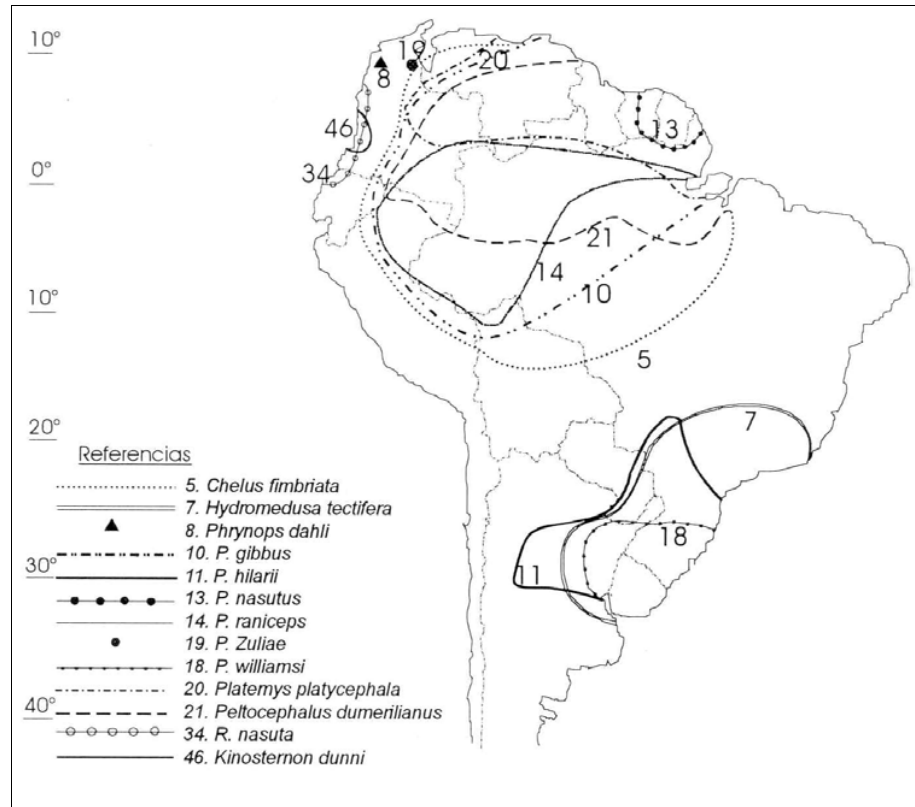 10°
19
20
8
46
13
34
0°
21
14
10
10°
5
20°
7
18
30°
11
40°
Referencias
5. Chelus fimbriata
7. Hydromedusa tectifera
8. Phrynops dahli
10. P. gibbus
11. P. hilarii
13. P. nasutus
14. P. raniceps
19. P. Zuliae
18. P. williamsi
20. Platemys platycephala
21. Peltocephalus dumerilianus
34. R. nasuta
46. Kinosternon dunni